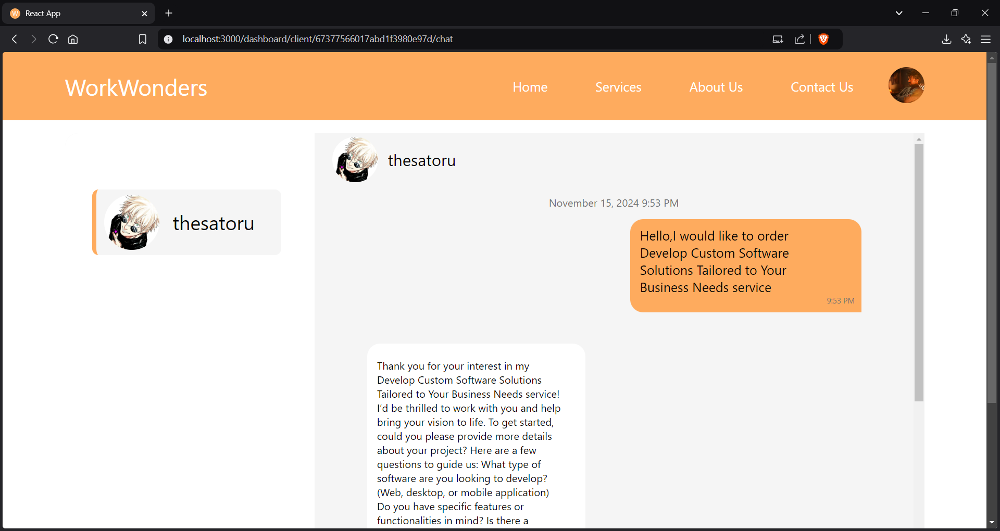 W React App
localhost:3000/dashboard/client/67377566017abd1f3980e97d/chat
WorkWonders
Home Services About Us Contact Us
thesatoru
thesatoru
November 15, 2024 9:53 PM
Hello,I would like to order
Develop Custom Software
Solutions Tailored to Your
Business Needs service
9:53 PM
Thank you for your interest in my
Develop Custom Software Solutions
Tailored to Your Business Needs service!
I’d be thrilled to work with you and help
bring your vision to life. To get started,
could you please provide more details
about your project? Here are a few
questions to guide us: What type of
software are you looking to develop?
(Web, desktop, or mobile application)
Do you have specific features or
functionalities in mind? Is there a